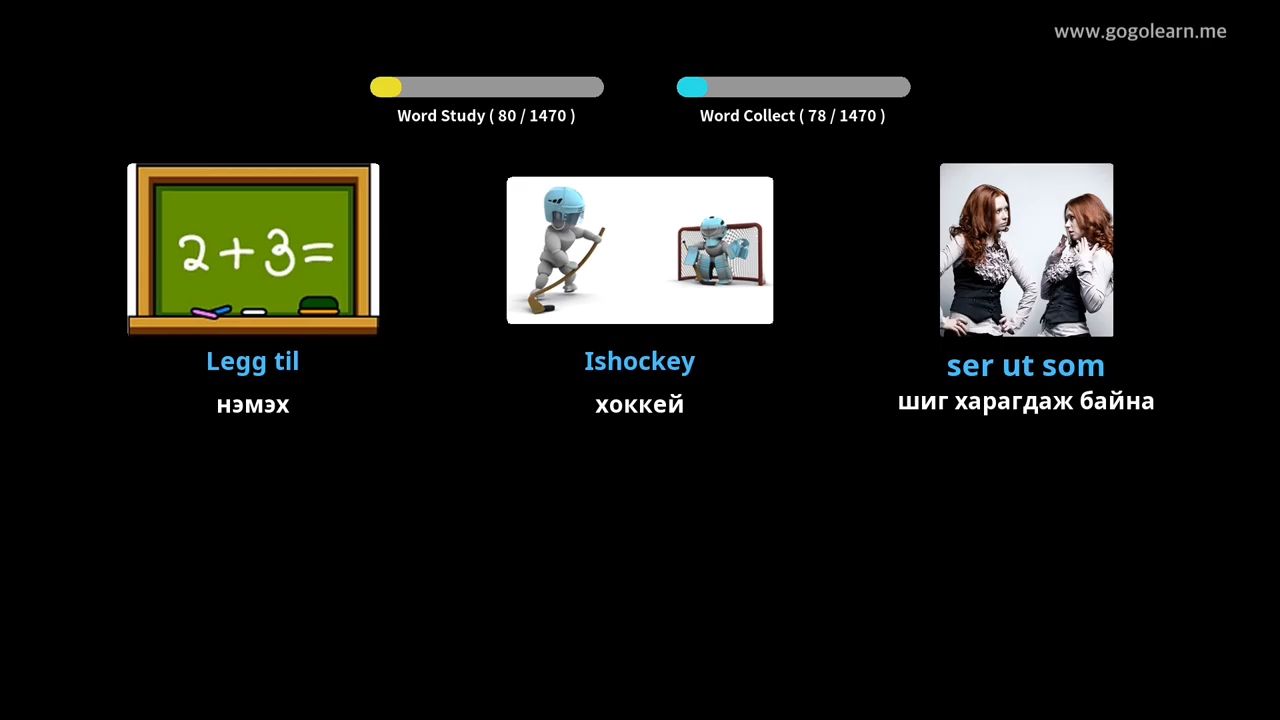 www.gogolearn.me
Word Study ( 80 / 1470 )
Word Collect ( 78 / 1470 )
2+3=
Legg til
Ishockey
ser ut som
нэмэх
хоккей
шиг харагдаж байна